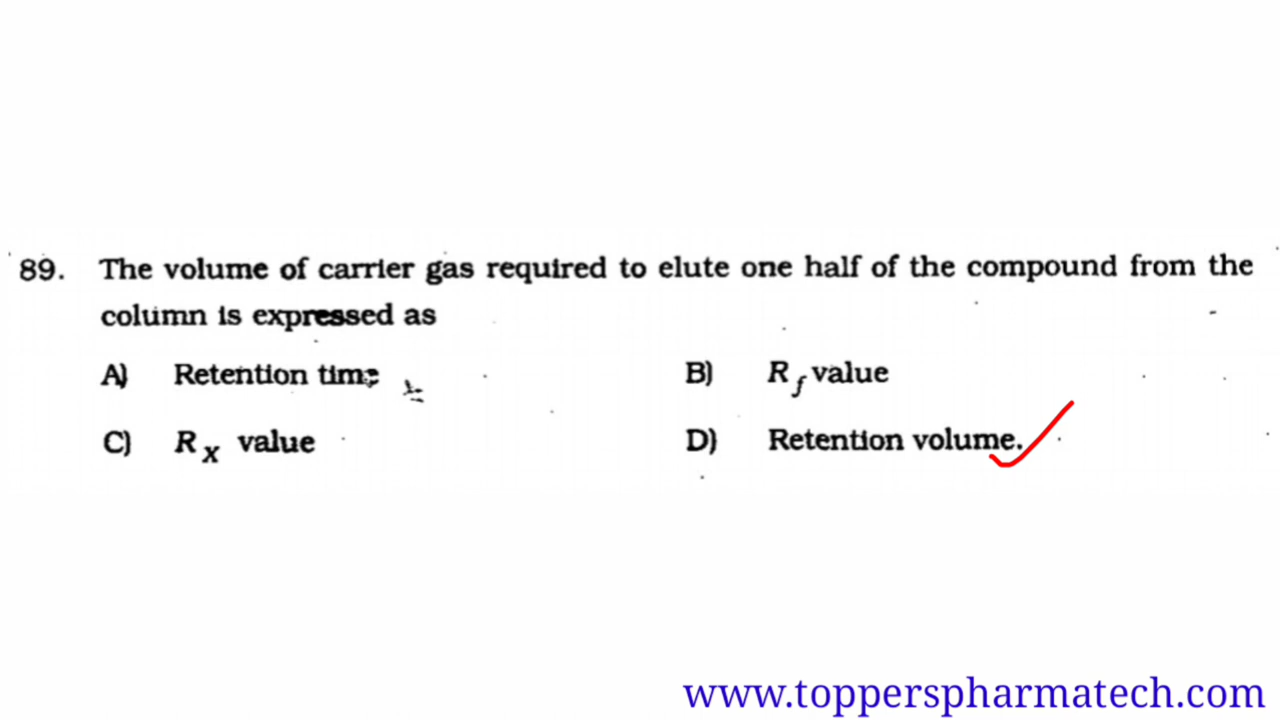 89. The volume of carrier gas required to elute one half of the compound from the
column is expressed as
A) Retention time
B) Rf value
C) RX value
D) Retention volume.
www.topperspharmatech.com